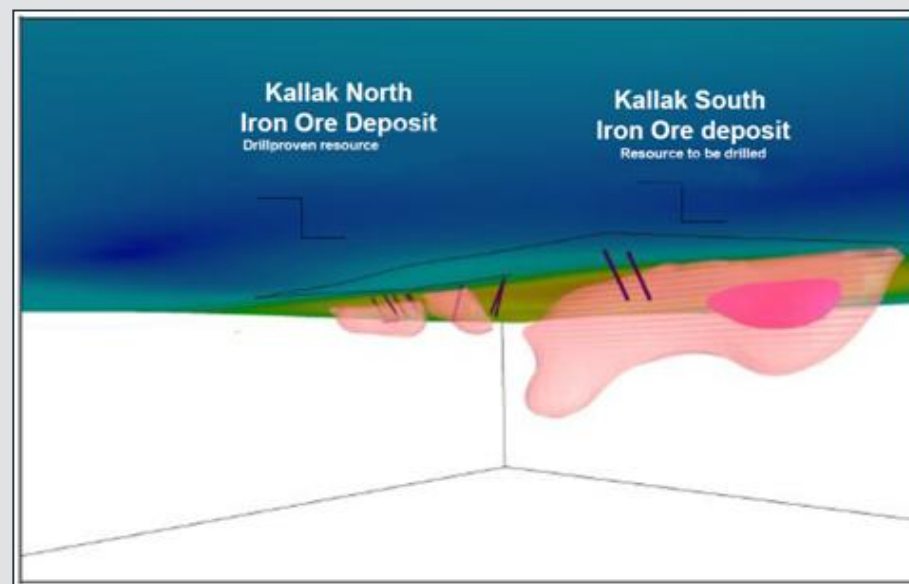 Kallak North
Iron Ore Deposit
Drillproven resource
Kallak South
Iron Ore deposit
Resource to be drilled